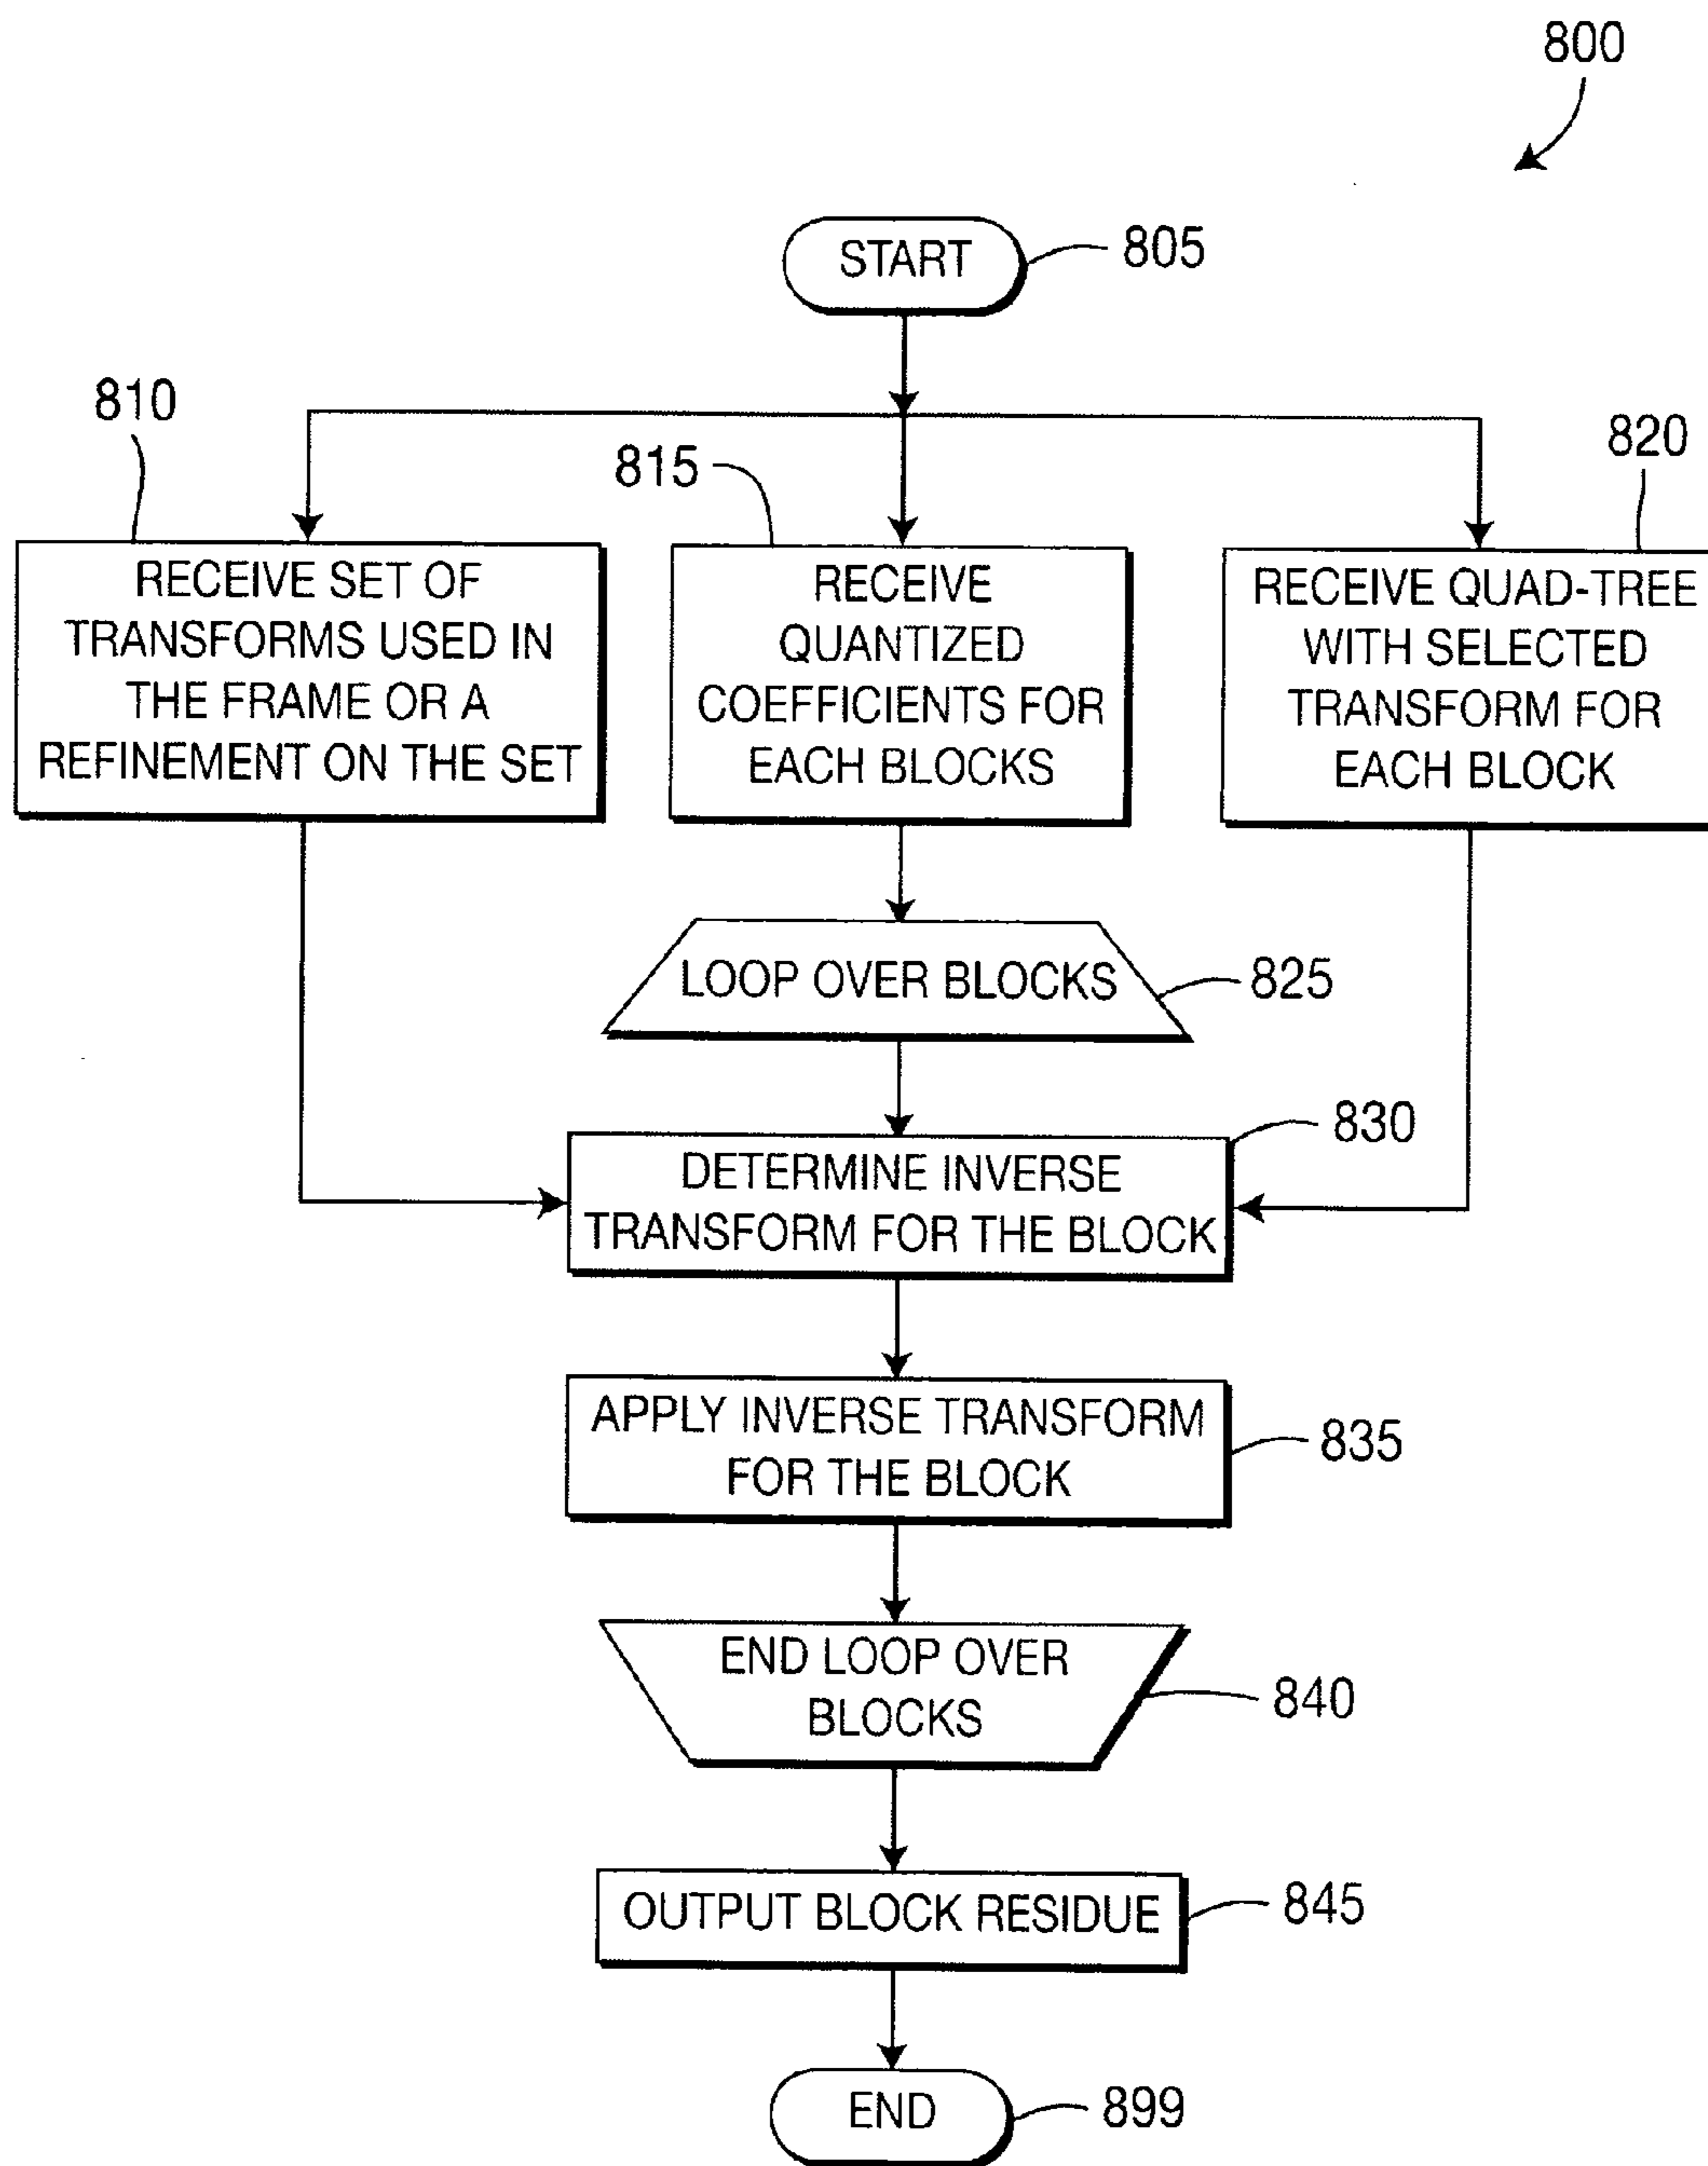 800
START
805
810
815
820
RECEIVE SET OF
TRANSFORMS USED IN
THE FRAME OR A
REFINEMENT ON THE SET
RECEIVE
QUANTIZED
COEFFICIENTS FOR
EACH BLOCKS
RECEIVE QUAD-TREE
WITH SELECTED
TRANSFORM FOR
EACH BLOCK
LOOP OVER BLOCKS
825
830
DETERMINE INVERSE
TRANSFORM FOR THE BLOCK
APPLY INVERSE TRANSFORM
FOR THE BLOCK
835
END LOOP OVER
BLOCKS
840
OUTPUT BLOCK RESIDUE
845
END
899